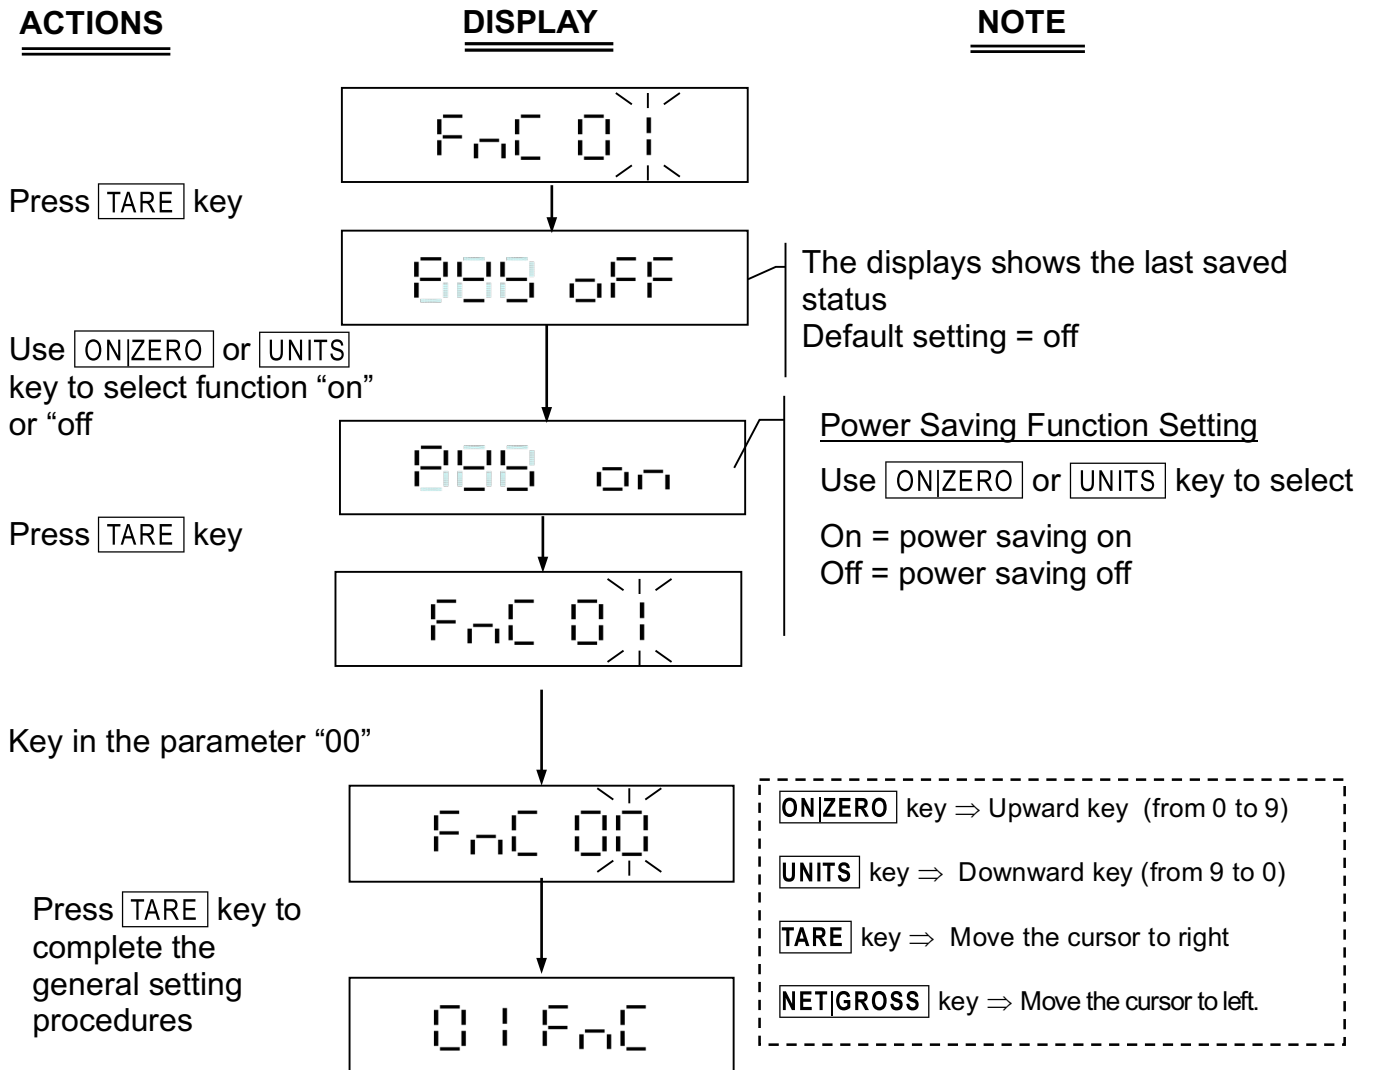 ACTIONS DISPLAY NOTE
FnC 01
Press TARE key
PYS oFF
The displays shows the last saved
status
Default setting = off
Use ON|ZERO or UNITS
key to select function “on”
or “off
PYS on
Power Saving Function Setting
Use ON|ZERO or UNITS key to select
On = power saving on
Off = power saving off
Press TARE key
FnC 01
Key in the parameter “00”
FnC 00
Press TARE key to
complete the
general setting
procedures
01 FnC
ON|ZERO key ⇒ Upward key (from 0 to 9)
UNITS key ⇒ Downward key (from 9 to 0)
TARE key ⇒ Move the cursor to right
NET|GROSS key ⇒ Move the cursor to left.